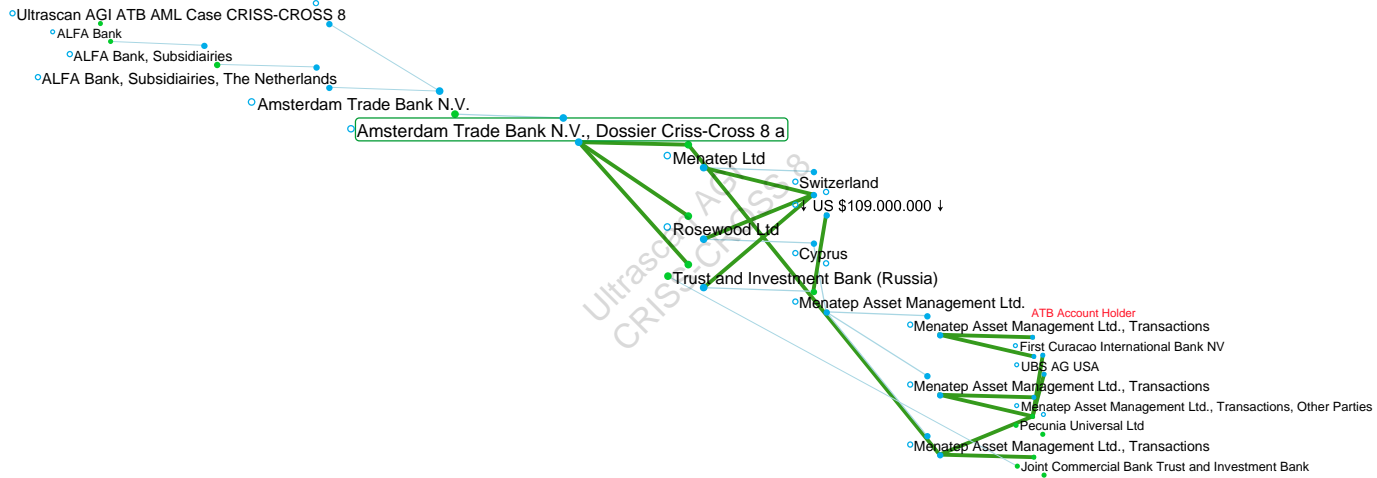 Ultrascan AGI ATB AML Case CRISS-CROSS 8
ALFA Bank
ALFA Bank, Subsidiairies
ALFA Bank, Subsidiairies, The Netherlands
Amsterdam Trade Bank N.V.
Amsterdam Trade Bank N.V., Dossier Criss-Cross 8 a
Menatep Ltd
Switzerland
↓ US $109.000.000 ↓
Rosewood Ltd
Cyprus
Trust and Investment Bank (Russia)
Menatep Asset Management Ltd.
ATB Account Holder
Menatep Asset Management Ltd., Transactions
First Curacao International Bank NV
UBS AG USA
Menatep Asset Management Ltd., Transactions
Menatep Asset Management Ltd., Transactions, Other Parties
Pecunia Universal Ltd
Menatep Asset Management Ltd., Transactions
Joint Commercial Bank Trust and Investment Bank
Ultrascan AGI
CRISS-CROSS 8